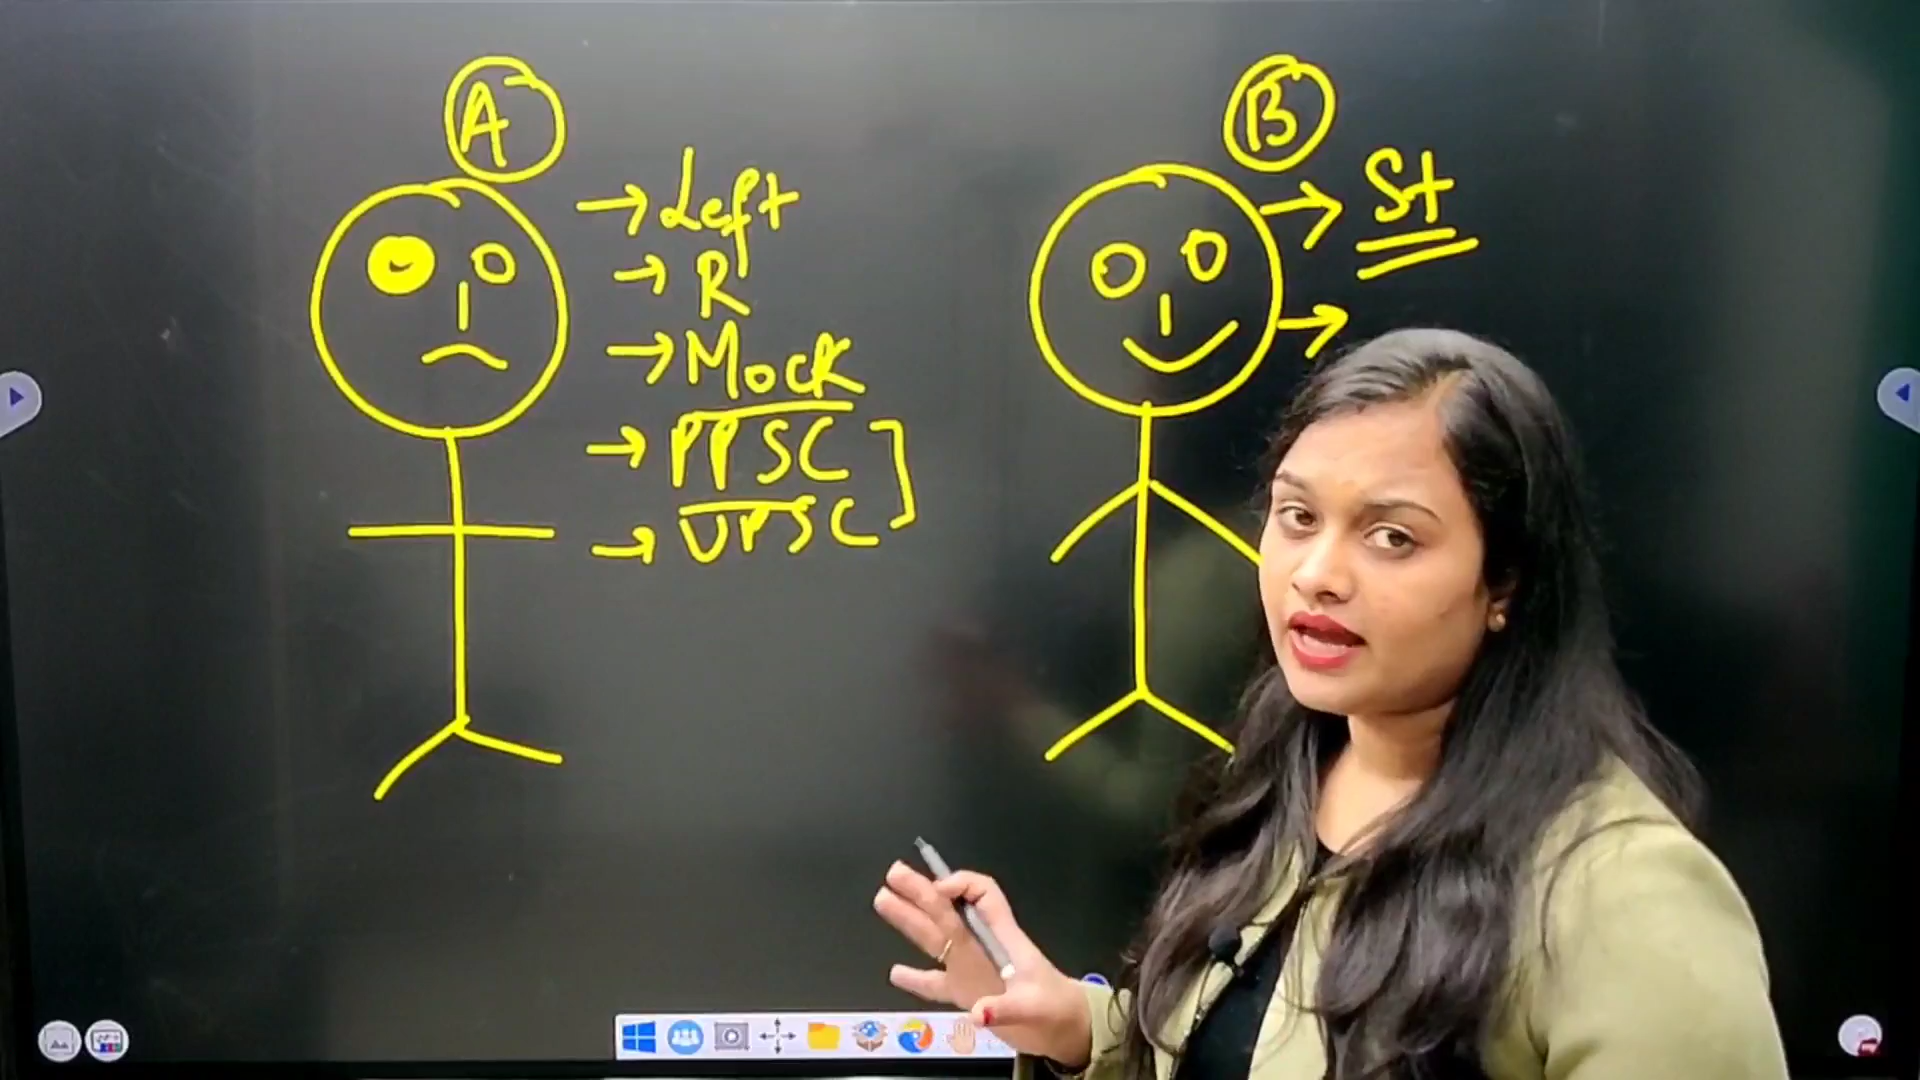 A
→ Left
→ R
→ Mock
→ PPSC
→ UPSC
B
→ St
→